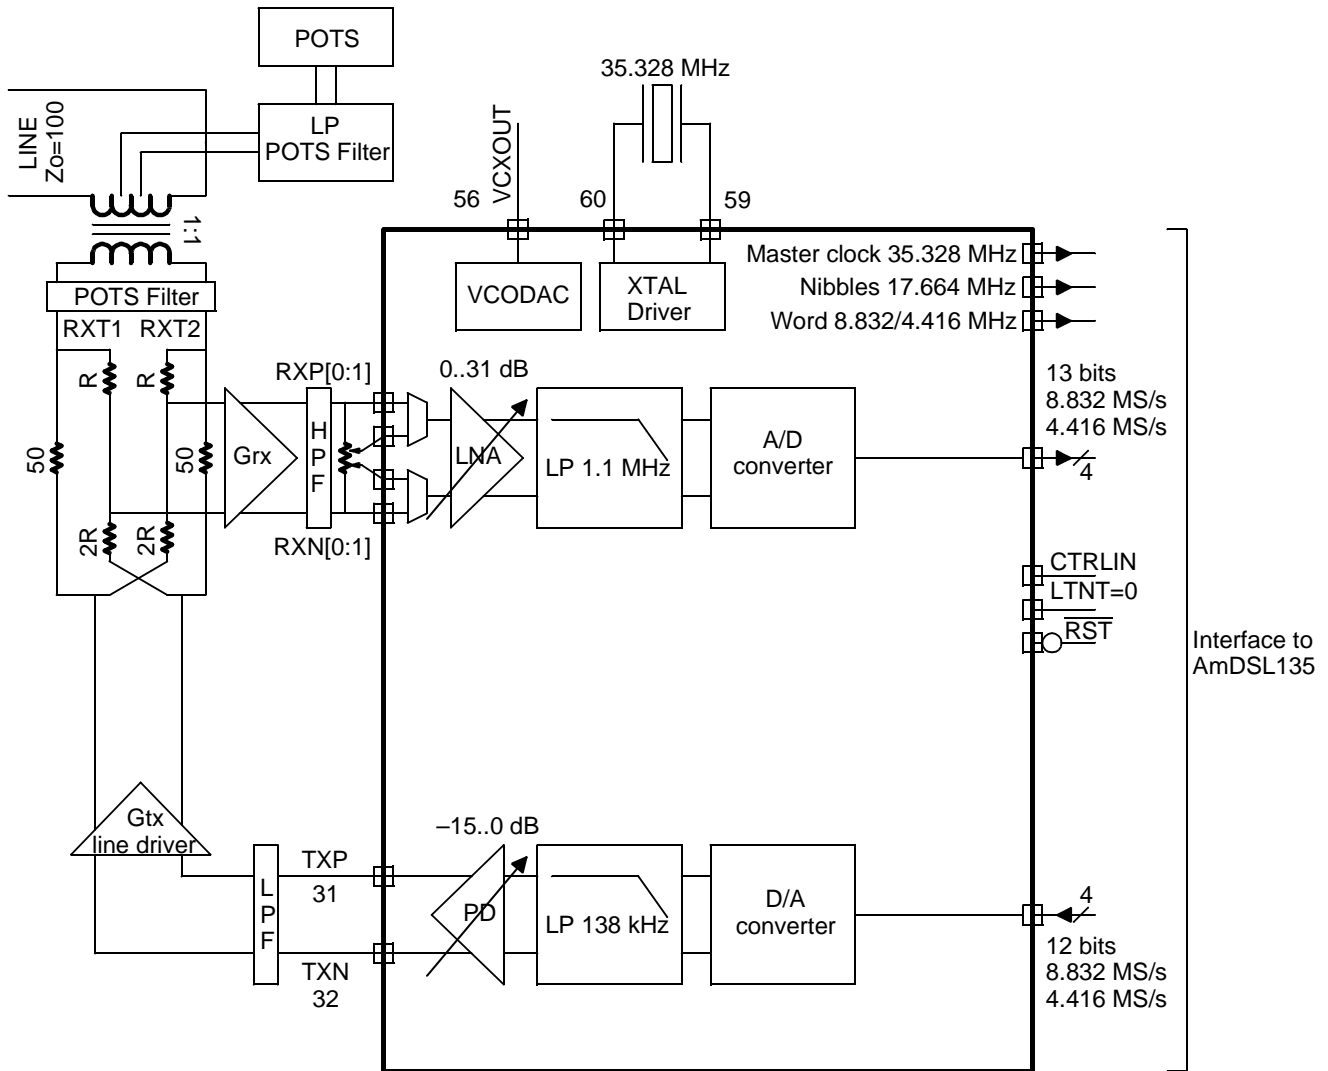 POTS
35.328 MHz
LINE
Zo=100
LP
POTS Filter
VCXOUT
56
60
59
1:1
Master clock 35.328 MHz
Nibbles 17.664 MHz
Word 8.832/4.416 MHz
VCODAC
XTAL
Driver
POTS Filter
RXT1
RXT2
R
R
RXP[0:1]
0..31 dB
13 bits
8.832 MS/s
4.416 MS/s
50
50
Grx
HPF
LNA
LP 1.1 MHz
A/D
converter
4
2R
2R
RXN[0:1]
CTRLIN
LTNT=0
RST
Interface to
AmDSL135
Gtx
line driver
–15..0 dB
LPF
TXP
31
PD
LP 138 kHz
D/A
converter
4
TXN
32
12 bits
8.832 MS/s
4.416 MS/s